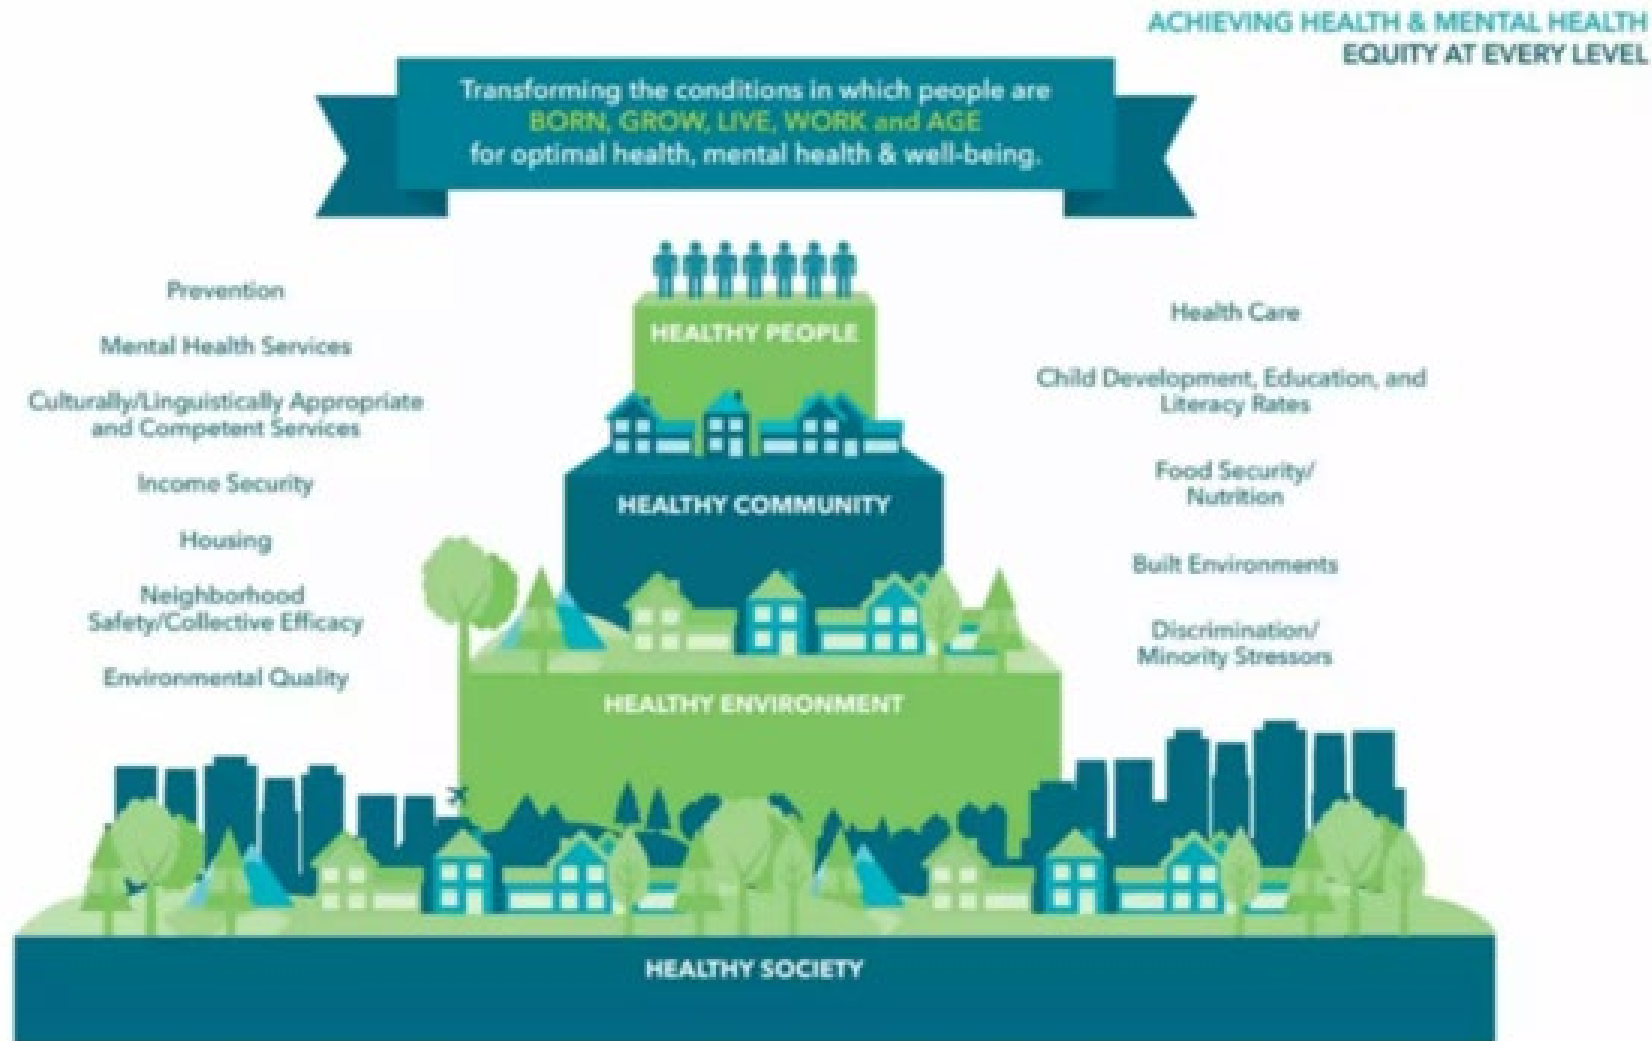 ACHIEVING HEALTH & MENTAL HEALTH
EQUITY AT EVERY LEVEL
Transforming the conditions in which people are
BORN, GROW, LIVE, WORK and AGE
for optimal health, mental health & well-being.
Prevention
Mental Health Services
Culturally/Linguistically Appropriate
and Competent Services
Income Security
Housing
Neighborhood
Safety/Collective Efficacy
Environmental Quality
HEALTHY PEOPLE
HEALTHY COMMUNITY
HEALTHY ENVIRONMENT
HEALTHY SOCIETY
Health Care
Child Development, Education, and
Literacy Rates
Food Security/
Nutrition
Built Environments
Discrimination/
Minority Stressors